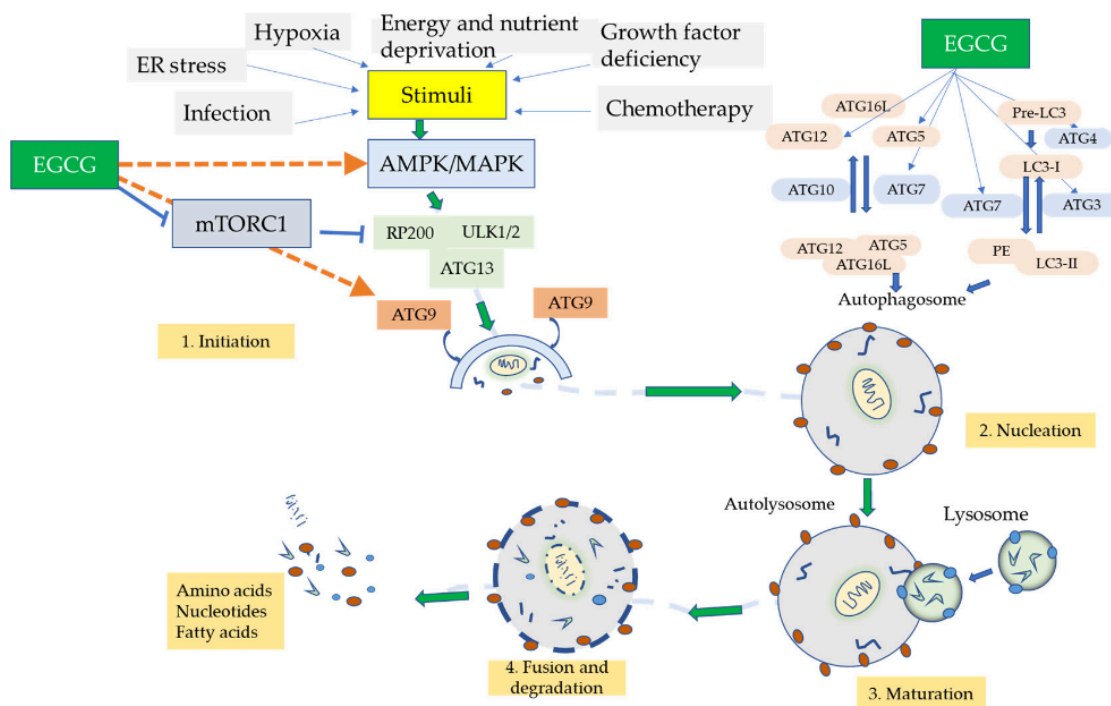 Hypoxia
Energy and nutrient
deprivation
Growth factor
deficiency
ER stress
Infection
Stimuli
Chemotherapy
EGCG
AMPK/MAPK
mTORC1
RP200
ULK1/2
ATG13
ATG9
ATG9
1. Initiation
EGCG
ATG16L
ATG12
ATG5
Pre-LC3
ATG4
LC3-I
ATG10
ATG7
ATG7
ATG3
ATG12
ATG5
ATG16L
PE
LC3-II
Autophagosome
2. Nucleation
Autolysosome
Lysosome
3. Maturation
4. Fusion and
degradation
Amino acids
Nucleotides
Fatty acids